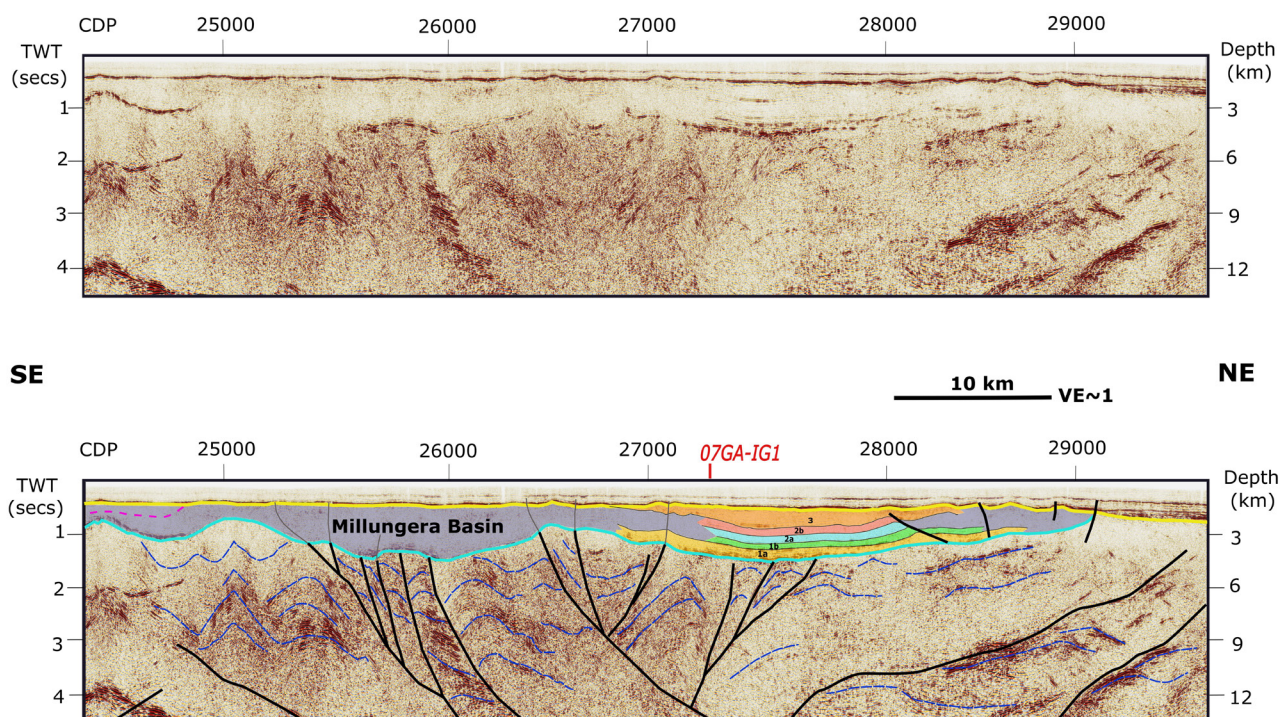 CDP 25000 26000 27000 28000 29000
TWT
(secs)
Depth
(km)
1 3
2 6
3 9
4 12
SE NE
10 km VE~1
CDP 25000 26000 27000 07GA-IG1 28000 29000
TWT
(secs)
Depth
(km)
Millungera Basin
3
2b
2a
1b
1a
1 3
2 6
3 9
4 12